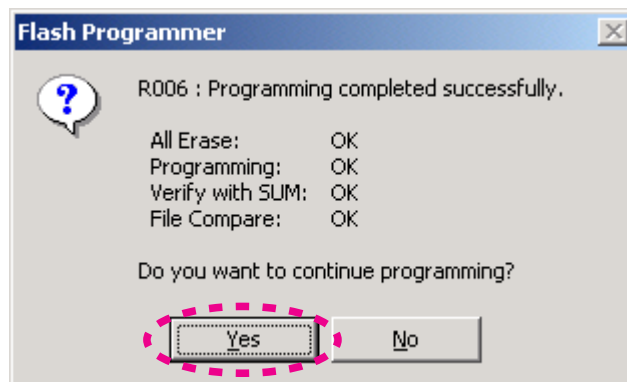 Flash Programmer
R006 : Programming completed successfully.
All Erase: OK
Programming: OK
Verify with SUM: OK
File Compare: OK
Do you want to continue programming?
Yes No